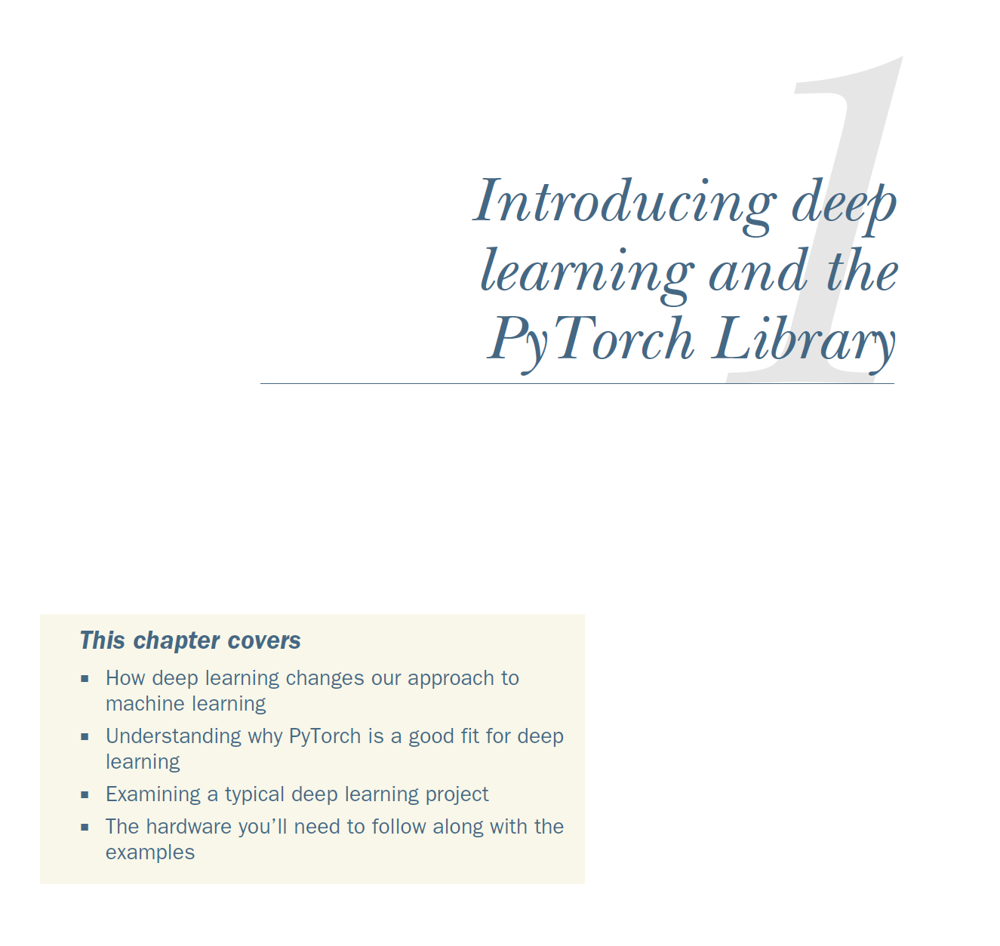 1
Introducing deep
learning and the
PyTorch Library
This chapter covers
▪ How deep learning changes our approach to
machine learning
▪ Understanding why PyTorch is a good fit for deep
learning
▪ Examining a typical deep learning project
▪ The hardware you’ll need to follow along with the
examples